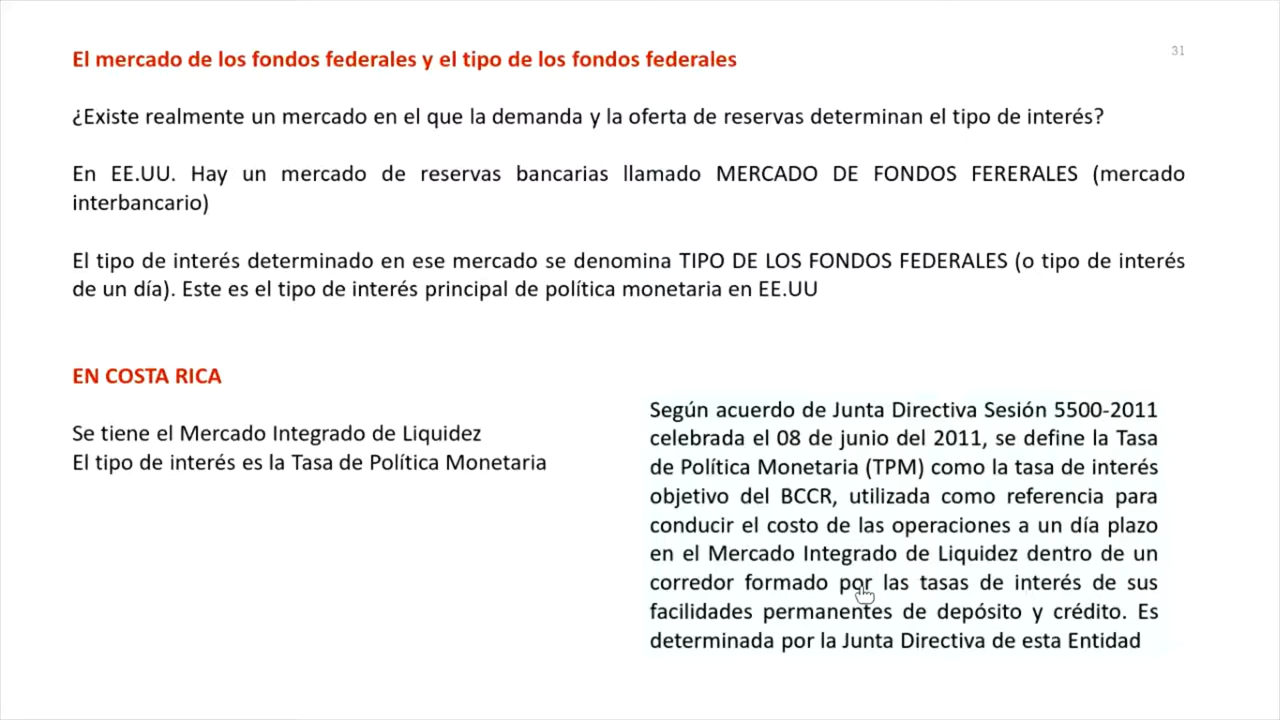 31
El mercado de los fondos federales y el tipo de los fondos federales
¿Existe realmente un mercado en el que la demanda y la oferta de reservas determinan el tipo de interés?
En EE.UU. Hay un mercado de reservas bancarias llamado MERCADO DE FONDOS FERERALES (mercado
interbancario)
El tipo de interés determinado en ese mercado se denomina TIPO DE LOS FONDOS FEDERALES (o tipo de interés
de un día). Este es el tipo de interés principal de política monetaria en EE.UU
EN COSTA RICA
Se tiene el Mercado Integrado de Liquidez
El tipo de interés es la Tasa de Política Monetaria
Según acuerdo de Junta Directiva Sesión 5500-2011
celebrada el 08 de junio del 2011, se define la Tasa
de Política Monetaria (TPM) como la tasa de interés
objetivo del BCCR, utilizada como referencia para
conducir el costo de las operaciones a un día plazo
en el Mercado Integrado de Liquidez dentro de un
corredor formado por las tasas de interés de sus
facilidades permanentes de depósito y crédito. Es
determinada por la Junta Directiva de esta Entidad